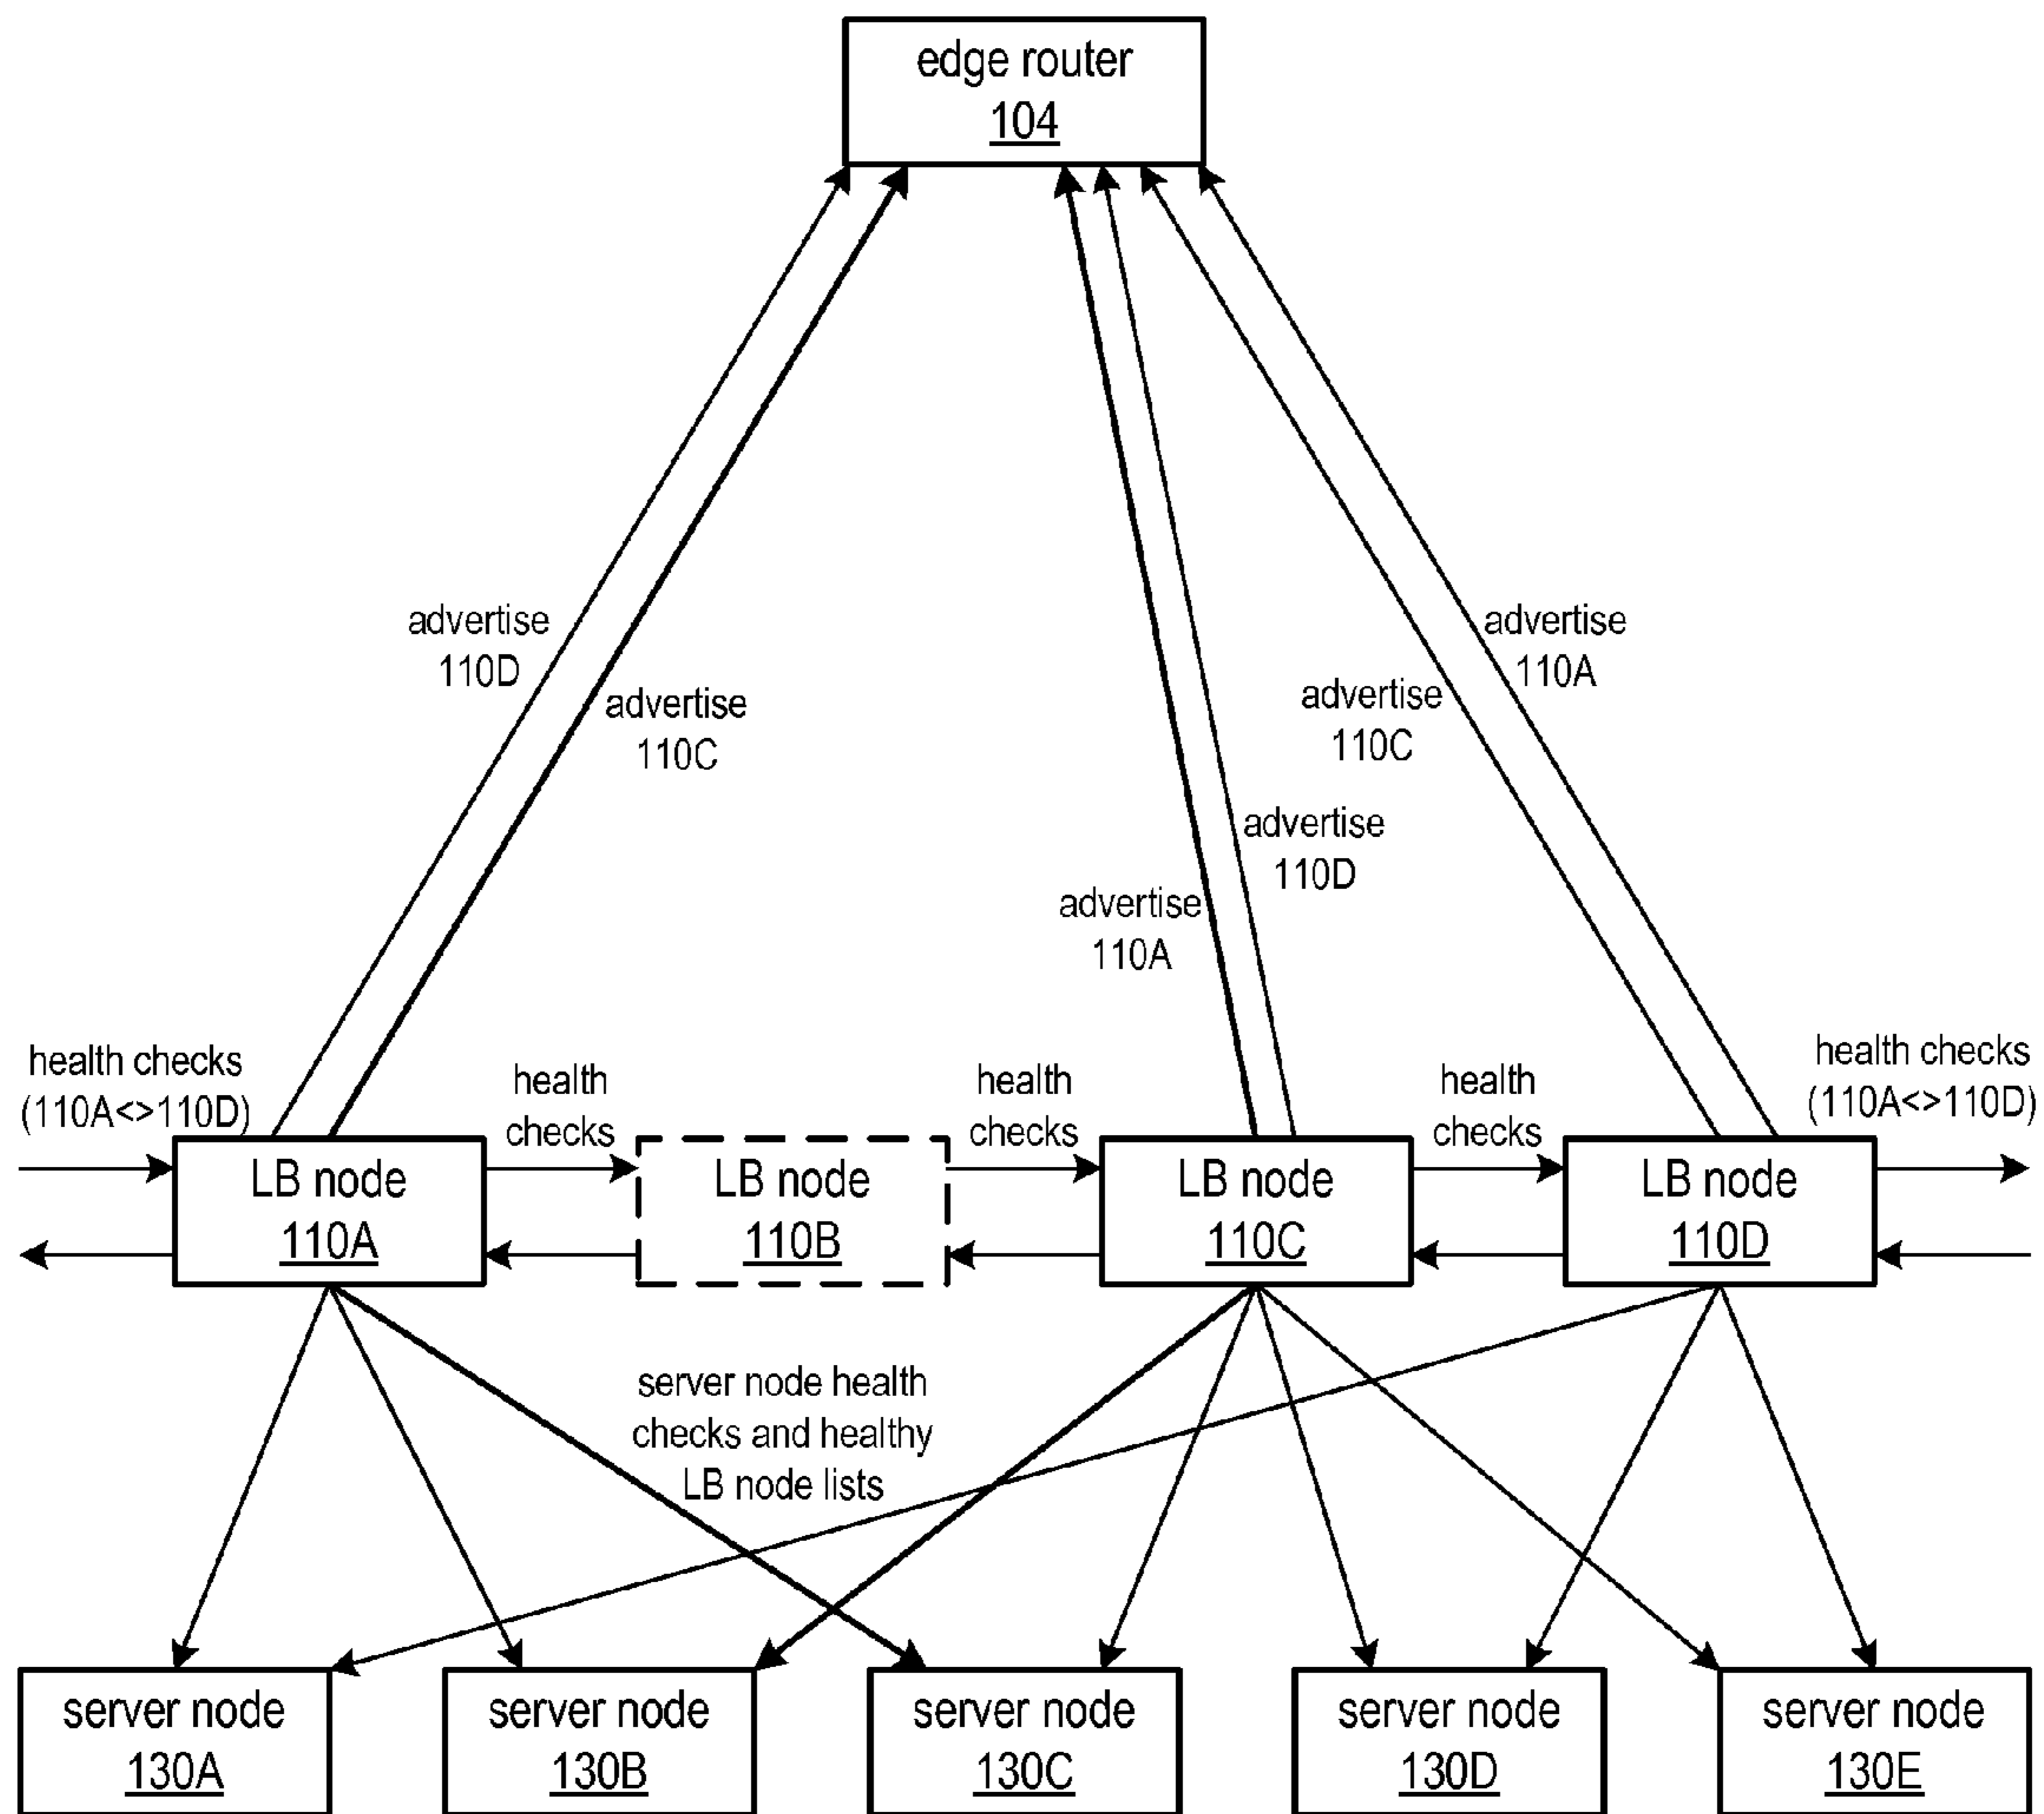 edge router
104
advertise
110D
advertise
110C
advertise
110A
advertise
110C
advertise
110D
advertise
110A
health checks
(110A<>110D)
health
checks
health
checks
health
checks
health checks
(110A<>110D)
LB node
110A
LB node
110B
LB node
110C
LB node
110D
server node health
checks and healthy
LB node lists
server node
130A
server node
130B
server node
130C
server node
130D
server node
130E